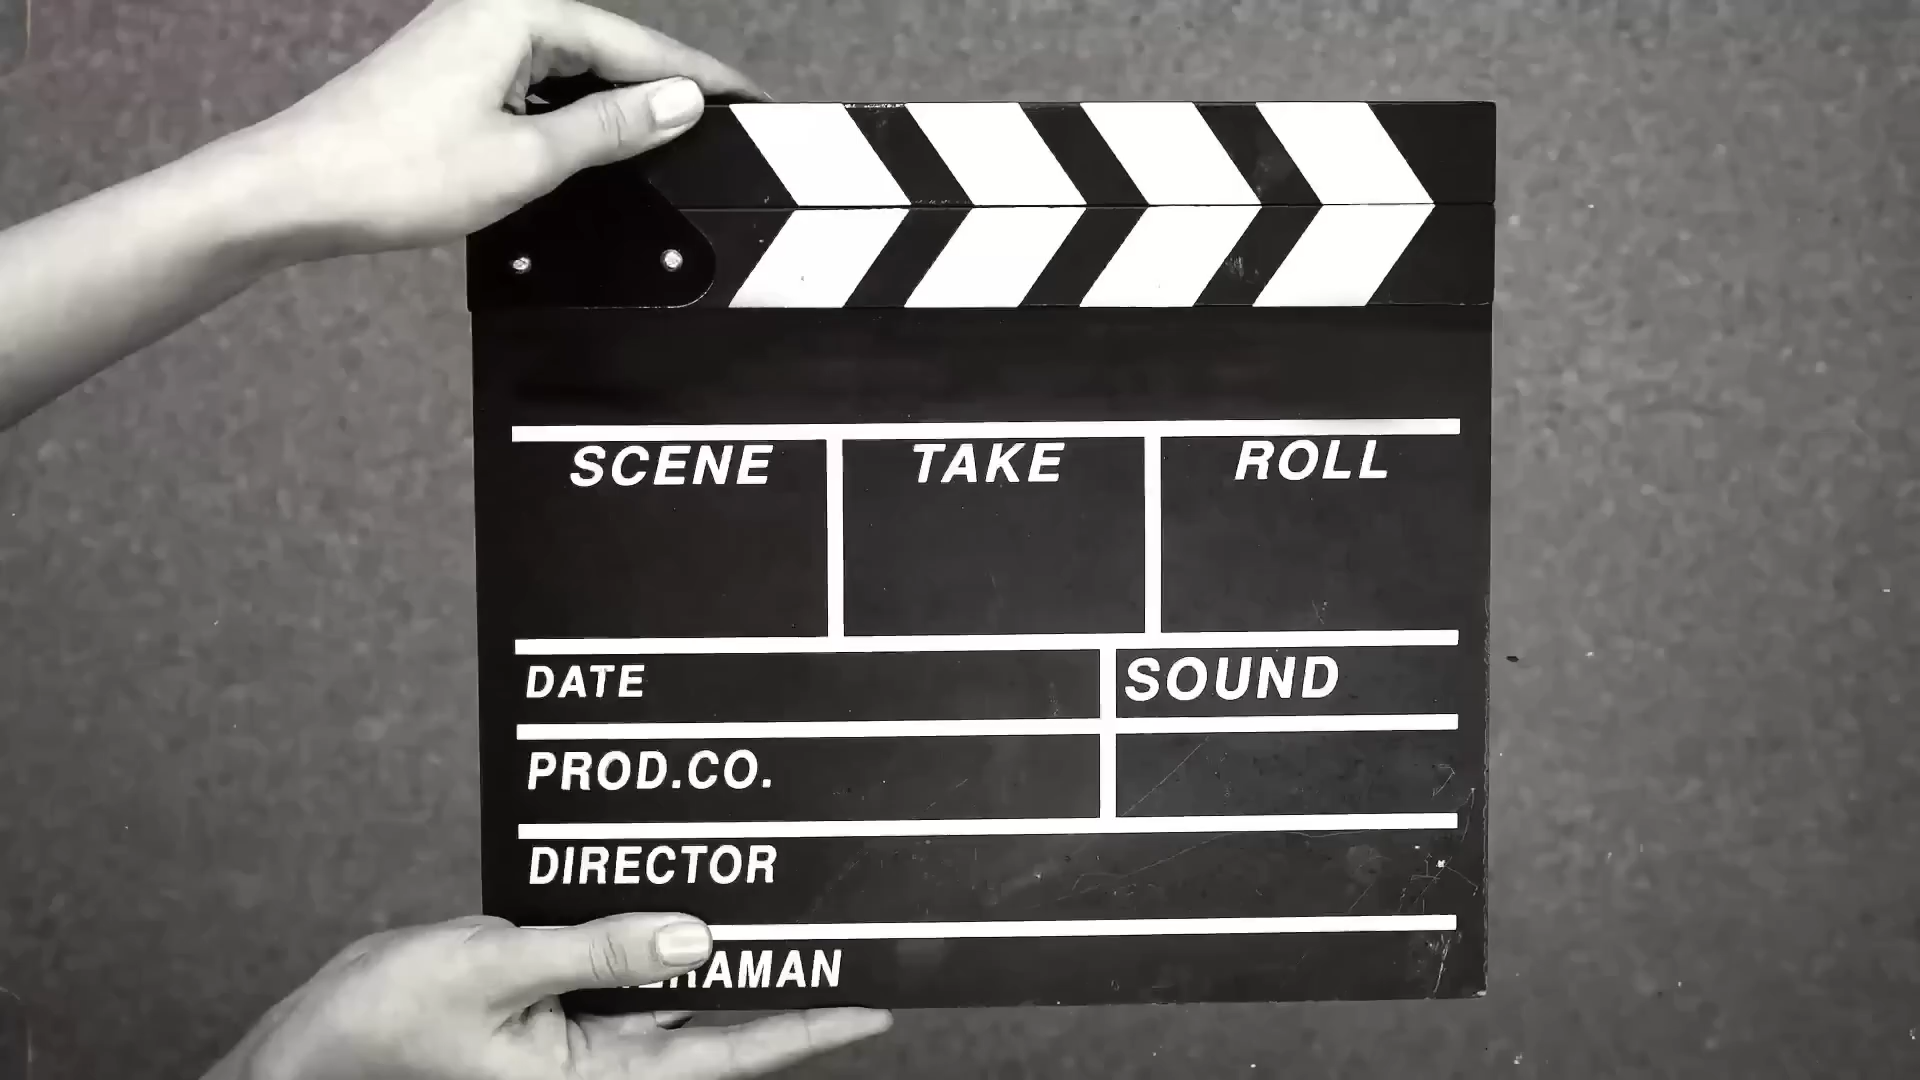 SCENE TAKE ROLL
DATE SOUND
PROD.CO.
DIRECTOR